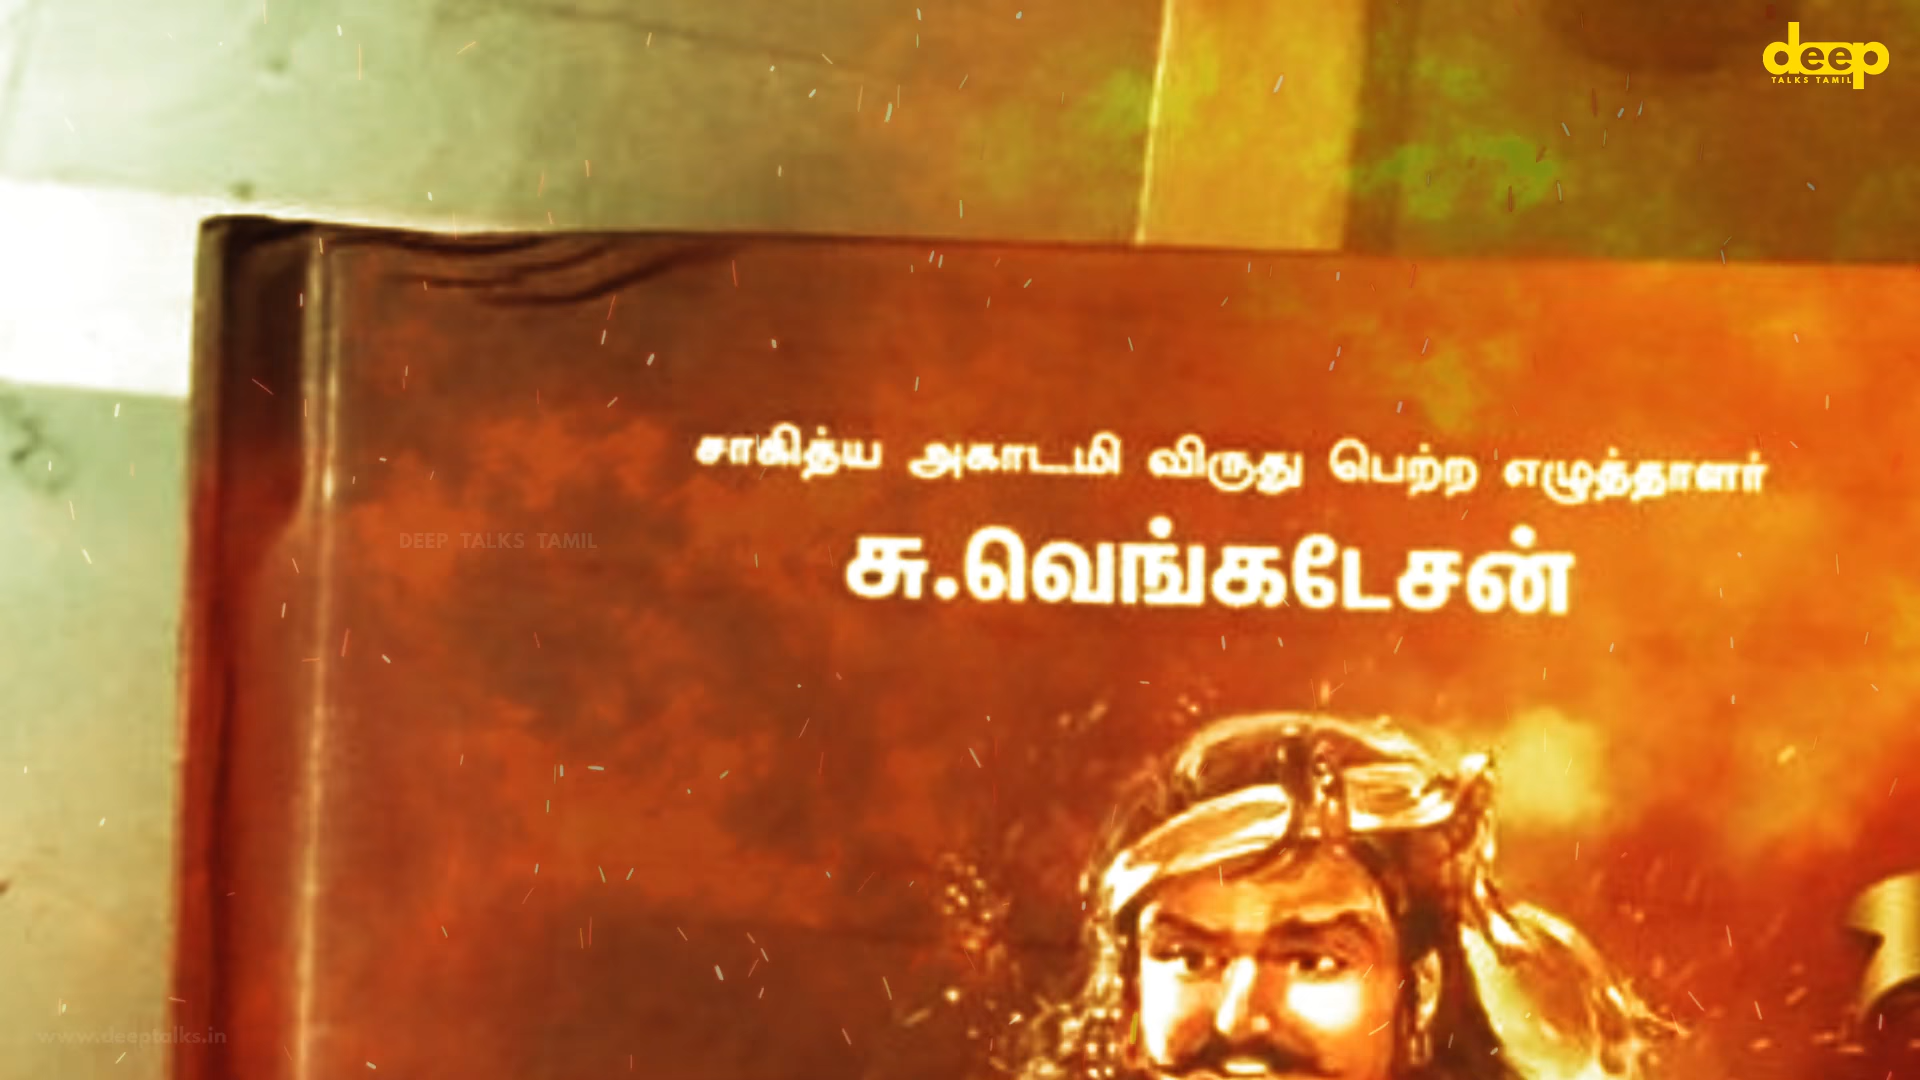 deep
TALKS TAMIL
சாகித்ய அகாடமி விருது பெற்ற எழுத்தாளர்
DEEP TALKS TAMIL
சு.வெங்கடேசன்
www.deeptalks.in